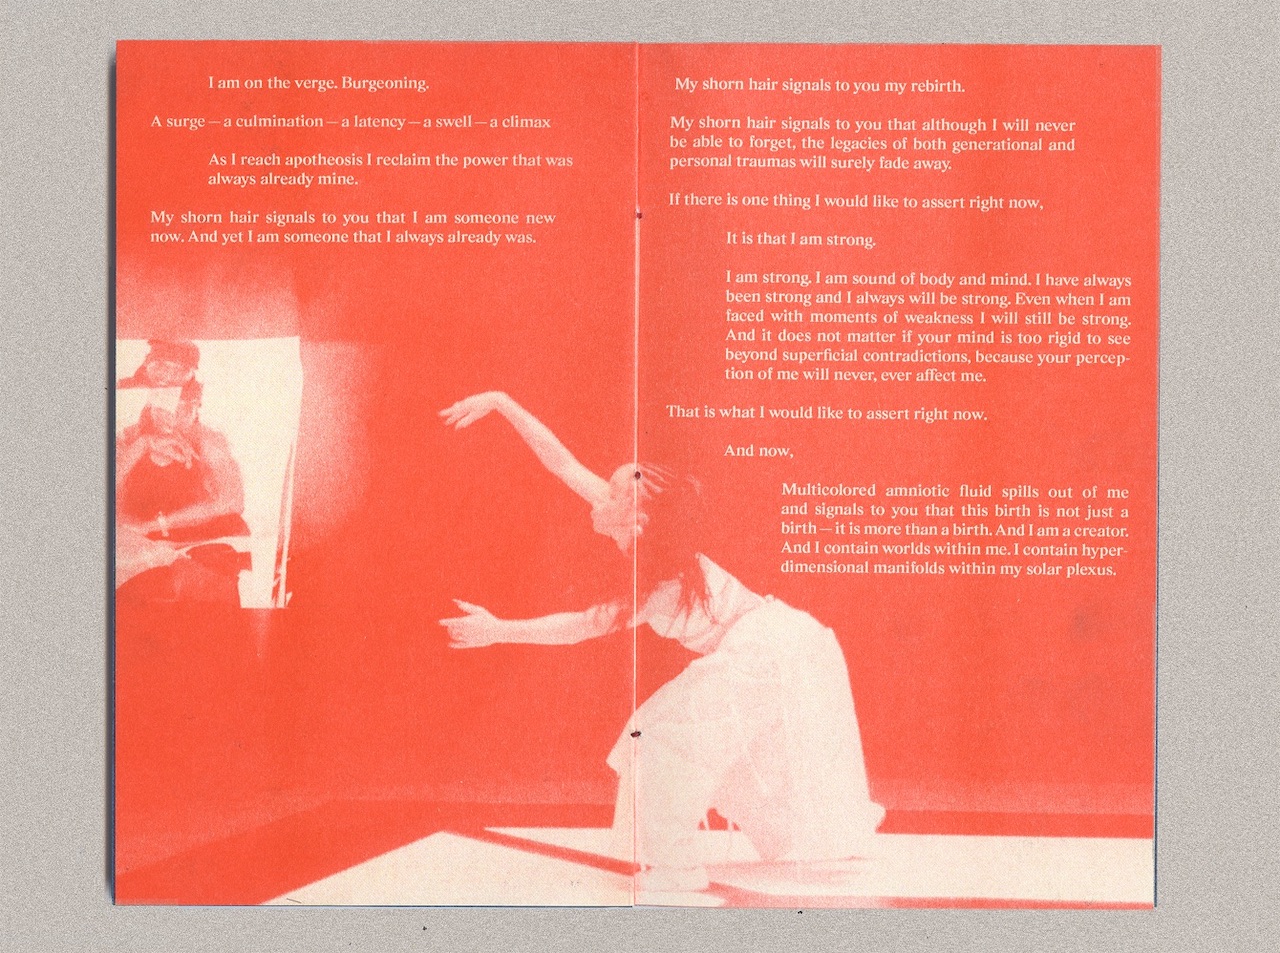 I am on the verge. Burgeoning.
A surge — a culmination — a latency — a swell — a climax
As I reach apotheosis I reclaim the power that was
always already mine.
My shorn hair signals to you that I am someone new
now. And yet I am someone that I always already was.
My shorn hair signals to you my rebirth.
My shorn hair signals to you that although I will never
be able to forget, the legacies of both generational and
personal traumas will surely fade away.
If there is one thing I would like to assert right now,
It is that I am strong.
I am strong. I am sound of body and mind. I have always
been strong and I always will be strong. Even when I am
faced with moments of weakness I will still be strong.
And it does not matter if your mind is too rigid to see
beyond superficial contradictions, because your percep-
tion of me will never, ever affect me.
That is what I would like to assert right now.
And now,
Multicolored amniotic fluid spills out of me
and signals to you that this birth is not just a
birth — it is more than a birth. And I am a creator.
And I contain worlds within me. I contain hyper-
dimensional manifolds within my solar plexus.